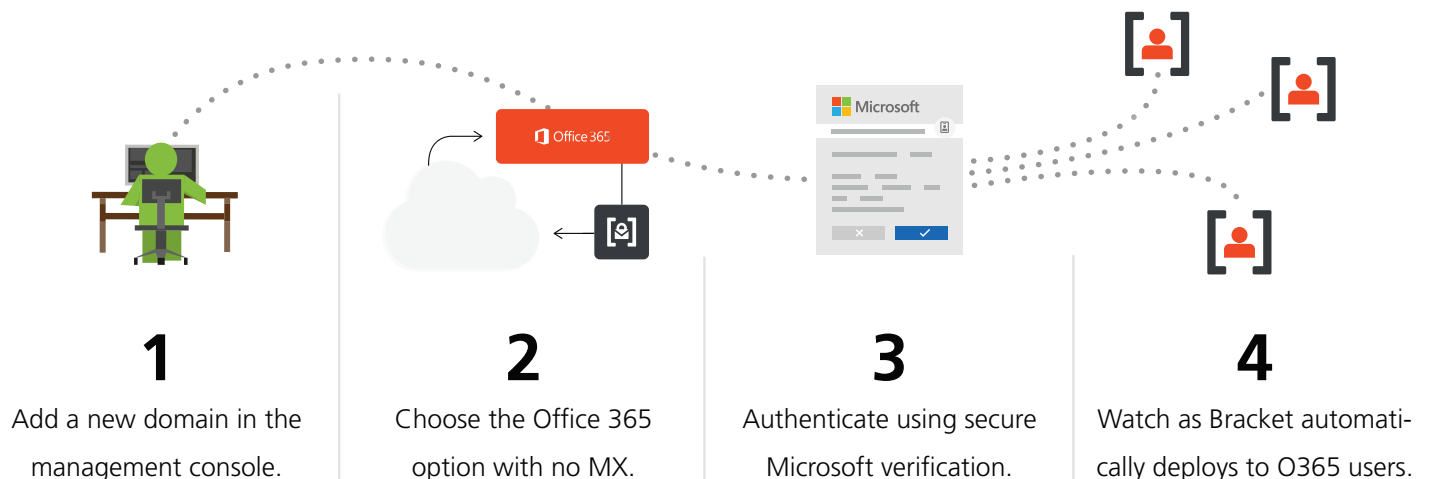 Office 365
Microsoft
1
Add a new domain in the
management console.
2
Choose the Office 365
option with no MX.
3
Authenticate using secure
Microsoft verification.
4
Watch as Bracket automati-
cally deploys to O365 users.